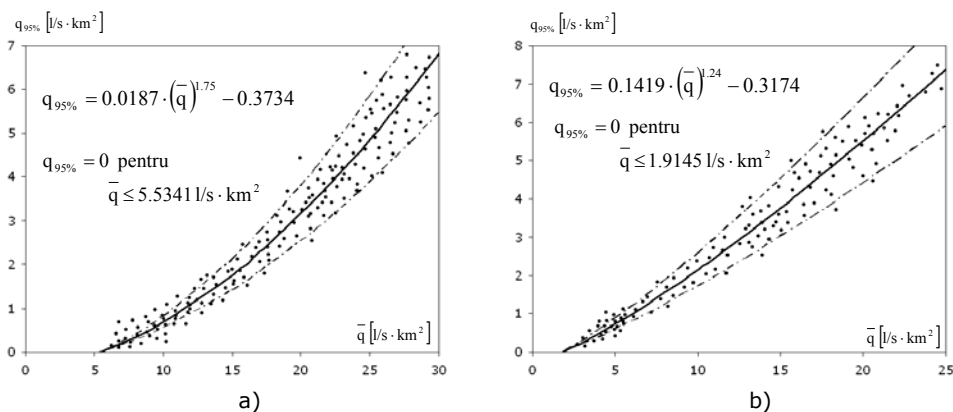 q95% [l/s · km²]
7
6
5
4
3
2
1
0
q95% = 0.0187 · (q̅)^1.75 − 0.3734
q95% = 0 pentru
q̅ ≤ 5.5341 l/s · km²
q̅ [l/s · km²]
0 5 10 15 20 25 30
a)
q95% [l/s · km²]
8
7
6
5
4
3
2
1
0
q95% = 0.1419 · (q̅)^1.24 − 0.3174
q95% = 0 pentru
q̅ ≤ 1.9145 l/s · km²
q̅ [l/s · km²]
0 5 10 15 20 25
b)